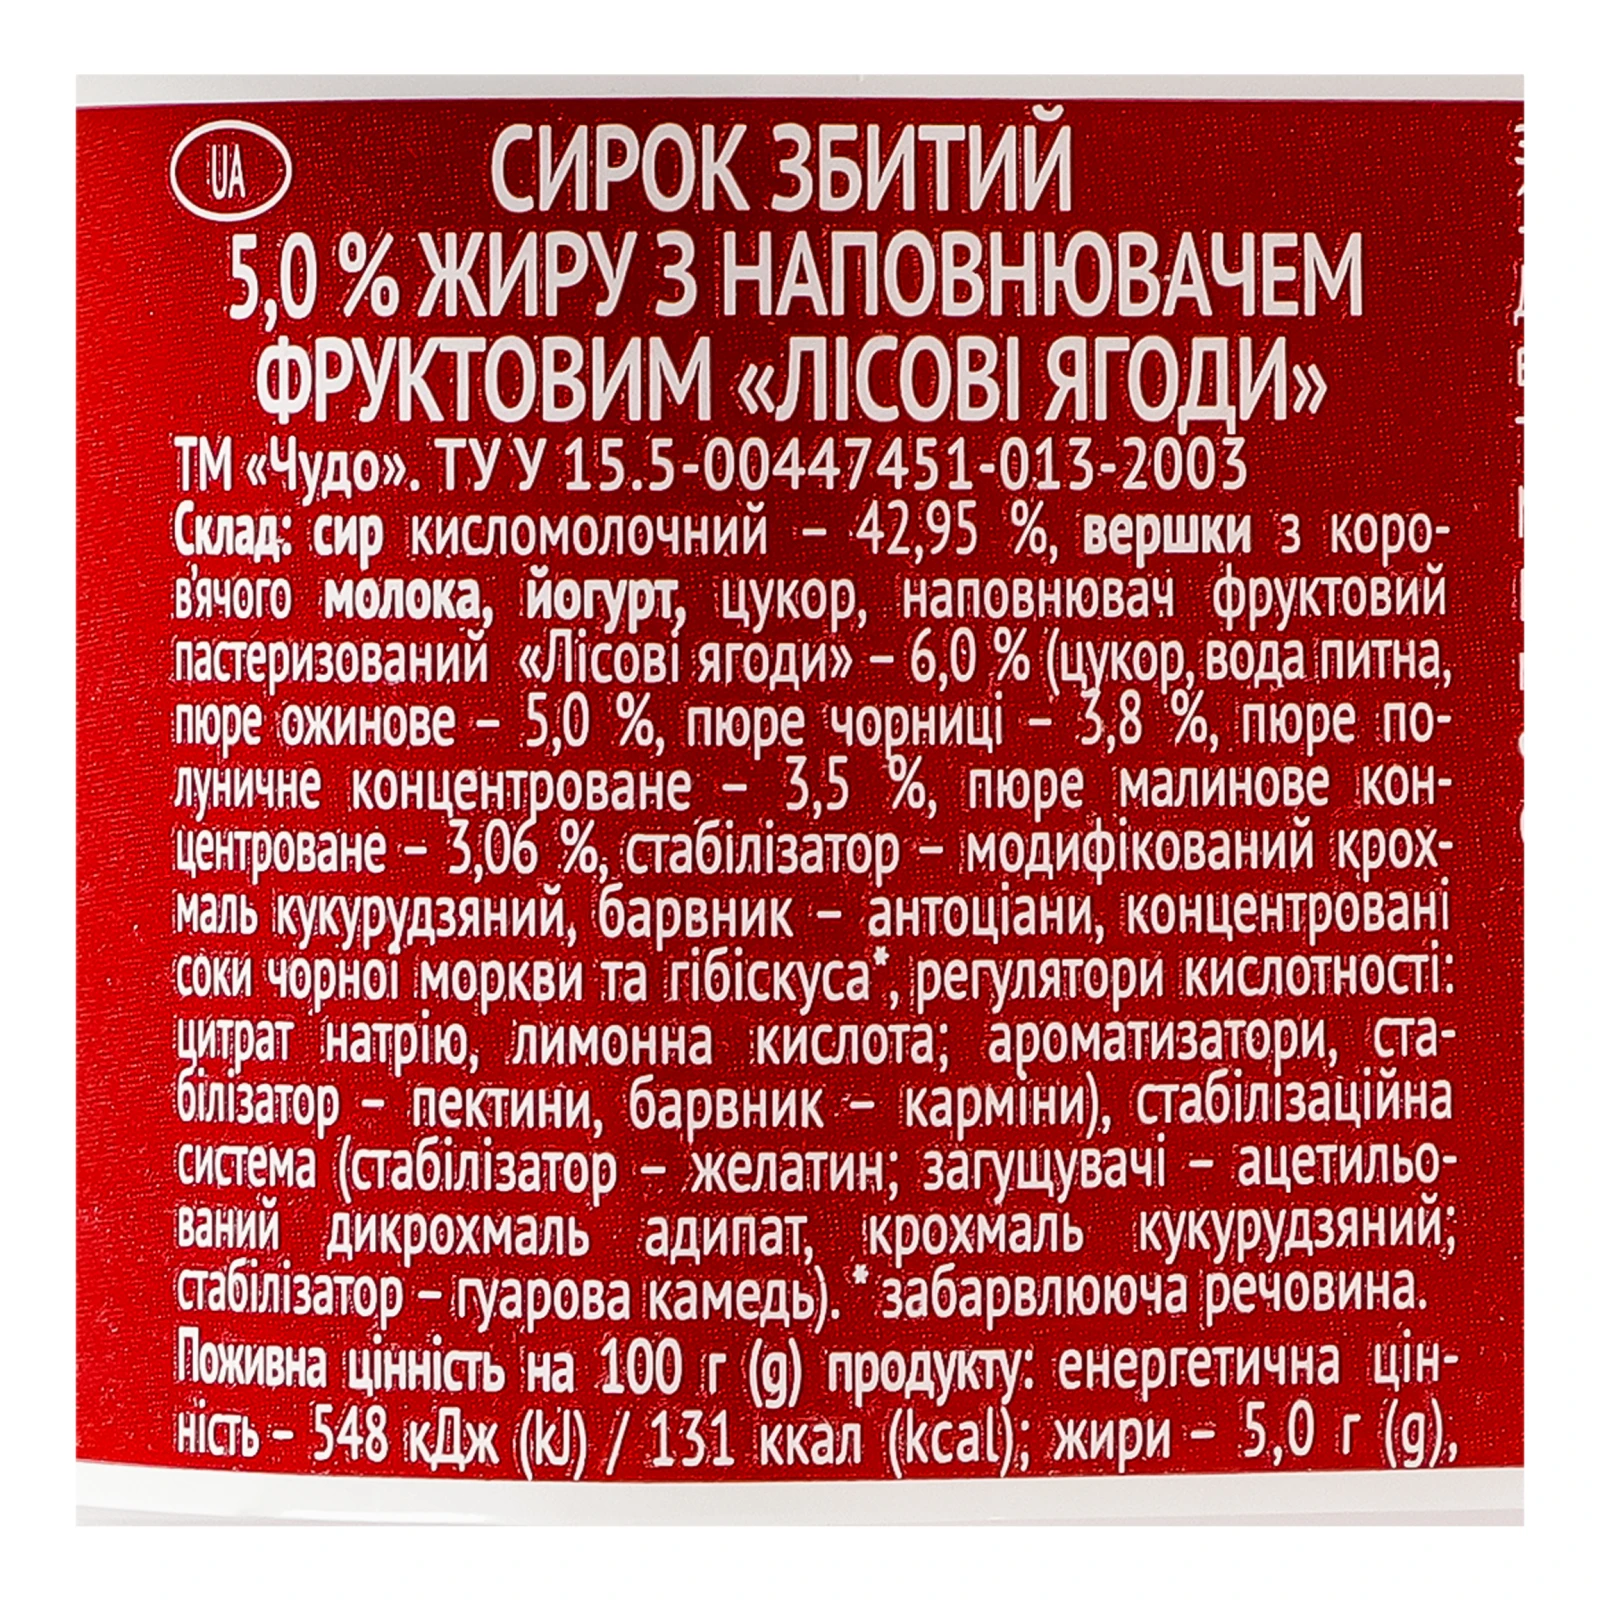 UA
СИРОК ЗБИТИЙ
5,0 % ЖИРУ З НАПОВНЮВАЧЕМ
ФРУКТОВИМ «ЛІСОВІ ЯГОДИ»
ТМ «Чудо». ТУ У 15.5-00447451-013-2003
Склад: сир кисломолочний – 42,95 %, вершки з коро-
в'ячого молока, йогурт, цукор, наповнювач фруктовий
пастеризований «Лісові ягоди» – 6,0 % (цукор, вода питна,
пюре ожинове – 5,0 %, пюре чорниці – 3,8 %, пюре по-
луничне концентроване – 3,5 %, пюре малинове кон-
центроване – 3,06 %, стабілізатор – модифікований крох-
маль кукурудзяний, барвник – антоціани, концентровані
соки чорної моркви та гібіскуса*, регулятори кислотності:
цитрат натрію, лимонна кислота; ароматизатори, ста-
білізатор – пектини, барвник – карміни), стабілізаційна
система (стабілізатор – желатин; загущувачі – ацетильо-
ваний дикрохмаль адипат, крохмаль кукурудзяний;
стабілізатор – гуарова камедь). * забарвлююча речовина.
Поживна цінність на 100 г (g) продукту: енергетична цін-
ність – 548 кДж (kJ) / 131 ккал (kcal); жири – 5,0 г (g),